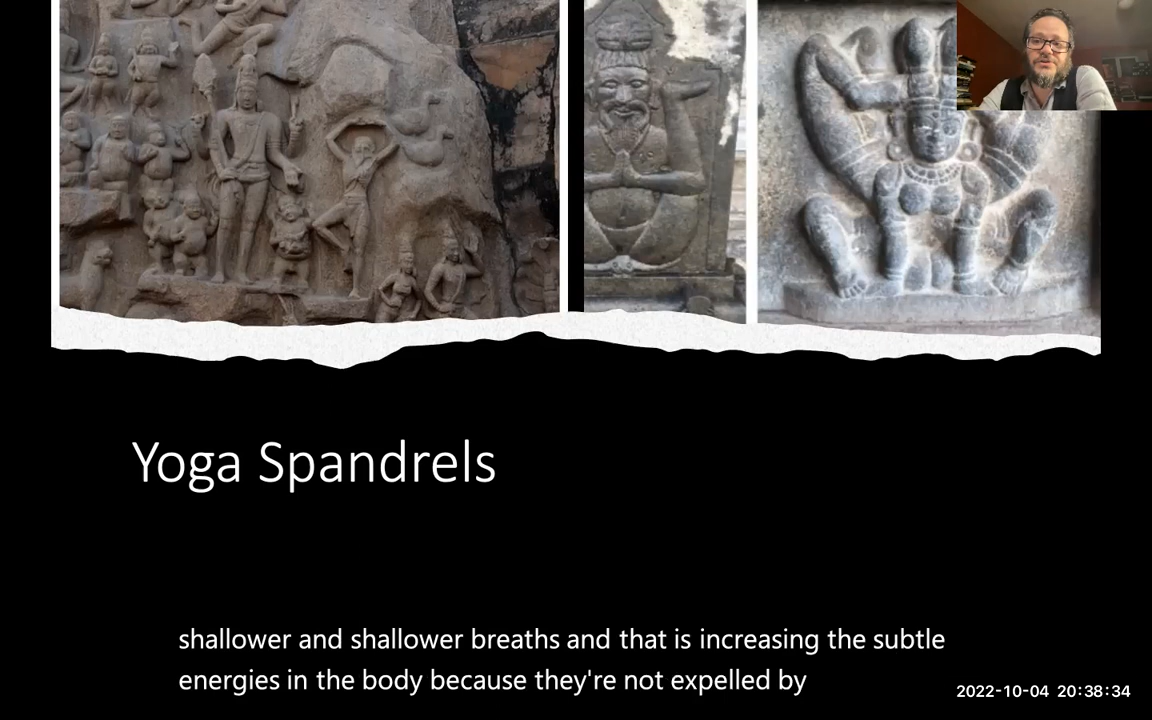 Yoga Spandrels
shallower and shallower breaths and that is increasing the subtle
energies in the body because they're not expelled by
2022-10-04 20:38:34